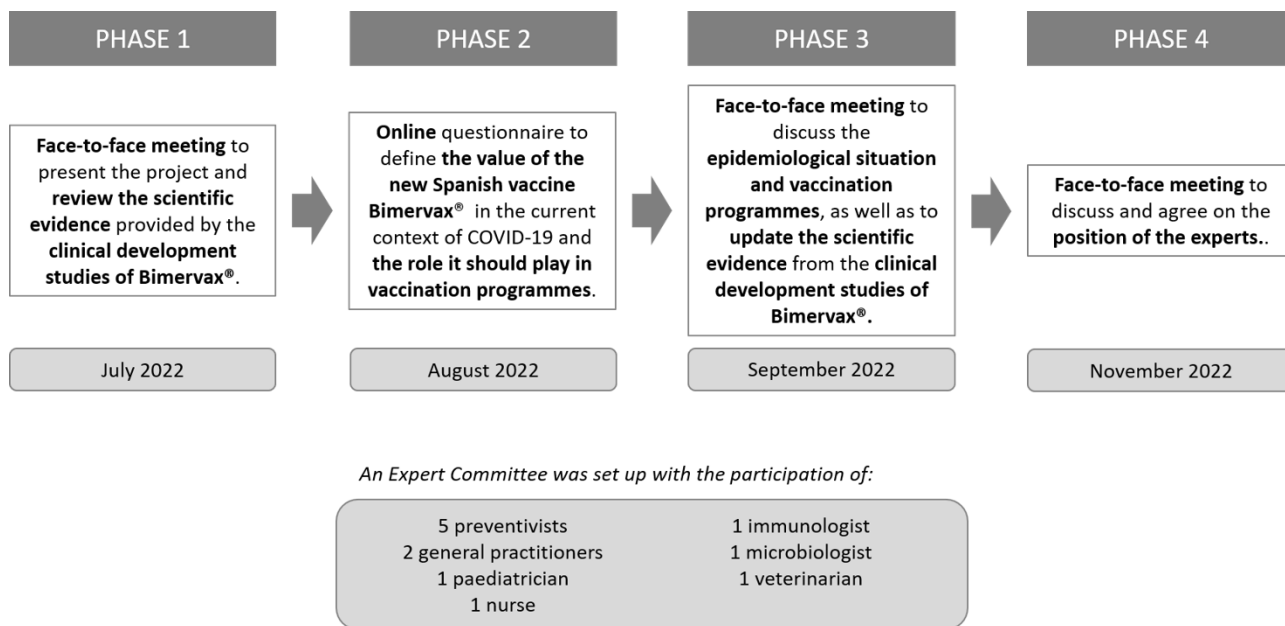 PHASE 1
Face-to-face meeting to
present the project and
review the scientific
evidence provided by the
clinical development
studies of Bimervax®.
July 2022
PHASE 2
Online questionnaire to
define the value of the
new Spanish vaccine
Bimervax® in the current
context of COVID-19 and
the role it should play in
vaccination programmes.
August 2022
PHASE 3
Face-to-face meeting to
discuss the
epidemiological situation
and vaccination
programmes, as well as to
update the scientific
evidence from the clinical
development studies of
Bimervax®.
September 2022
PHASE 4
Face-to-face meeting to
discuss and agree on the
position of the experts..
November 2022
An Expert Committee was set up with the participation of:
5 preventivists
2 general practitioners
1 paediatrician
1 nurse
1 immunologist
1 microbiologist
1 veterinarian